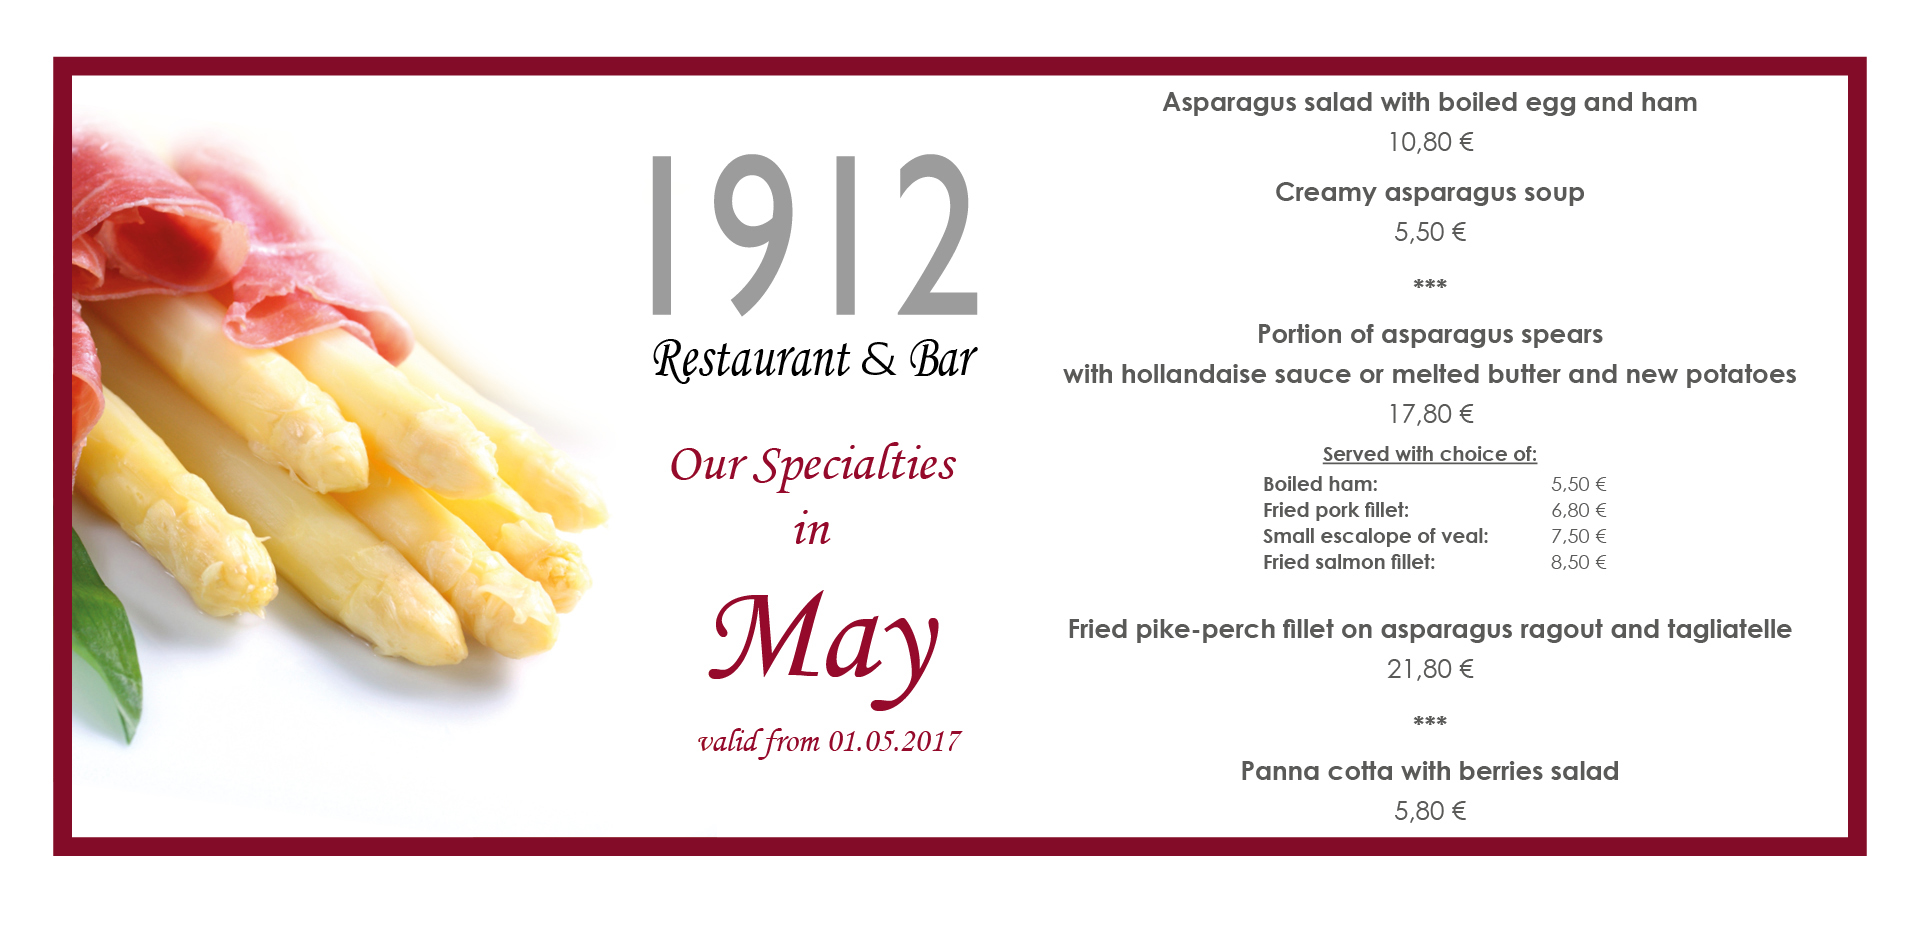 1912
Restaurant & Bar
Our Specialties
in
May
valid from 01.05.2017
Asparagus salad with boiled egg and ham
10,80 €
Creamy asparagus soup
5,50 €
***
Portion of asparagus spears
with hollandaise sauce or melted butter and new potatoes
17,80 €
Served with choice of:
Boiled ham: 5,50 €
Fried pork fillet: 6,80 €
Small escalope of veal: 7,50 €
Fried salmon fillet: 8,50 €
Fried pike-perch fillet on asparagus ragout and tagliatelle
21,80 €
***
Panna cotta with berries salad
5,80 €